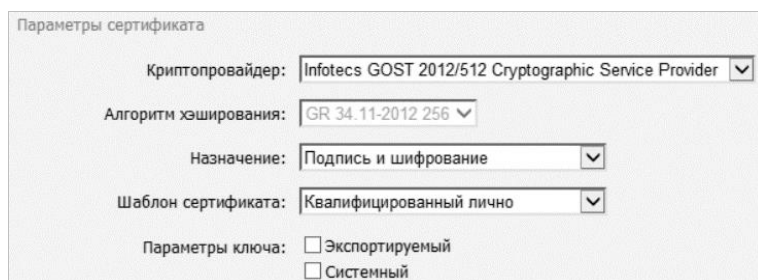 Параметры сертификата
Криптопровайдер: Infotecs GOST 2012/512 Cryptographic Service Provider
Алгоритм хэширования: GR 34.11-2012 256
Назначение: Подпись и шифрование
Шаблон сертификата: Квалифицированный лично
Параметры ключа: Экспортируемый
Системный